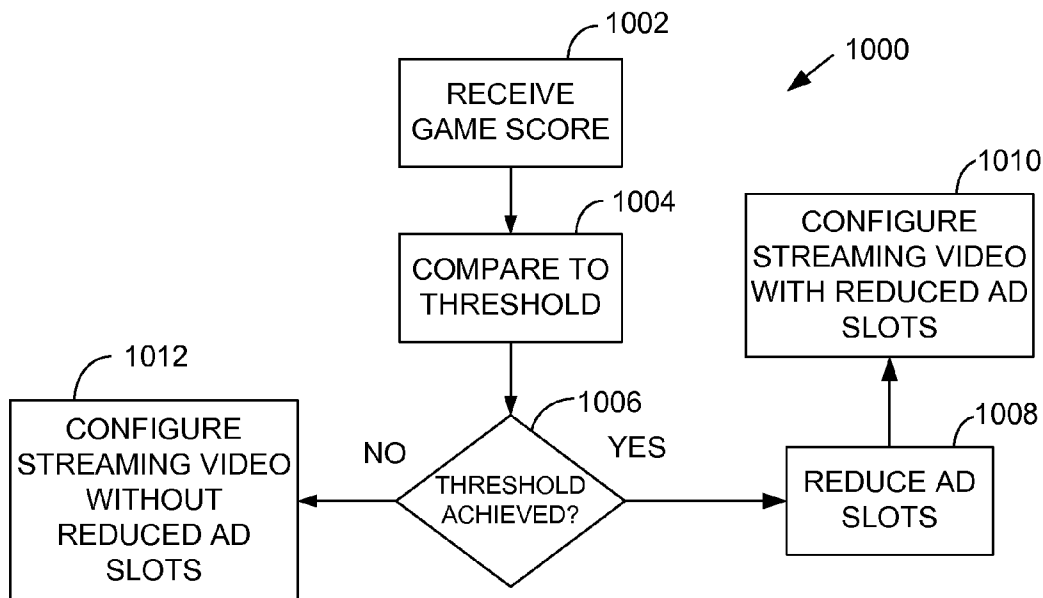 1002
1000
RECEIVE
GAME SCORE
1004
COMPARE TO
THRESHOLD
1010
CONFIGURE
STREAMING VIDEO
WITH REDUCED AD
SLOTS
1012
CONFIGURE
STREAMING VIDEO
WITHOUT
REDUCED AD
SLOTS
NO
1006
YES
THRESHOLD
ACHIEVED?
1008
REDUCE AD
SLOTS